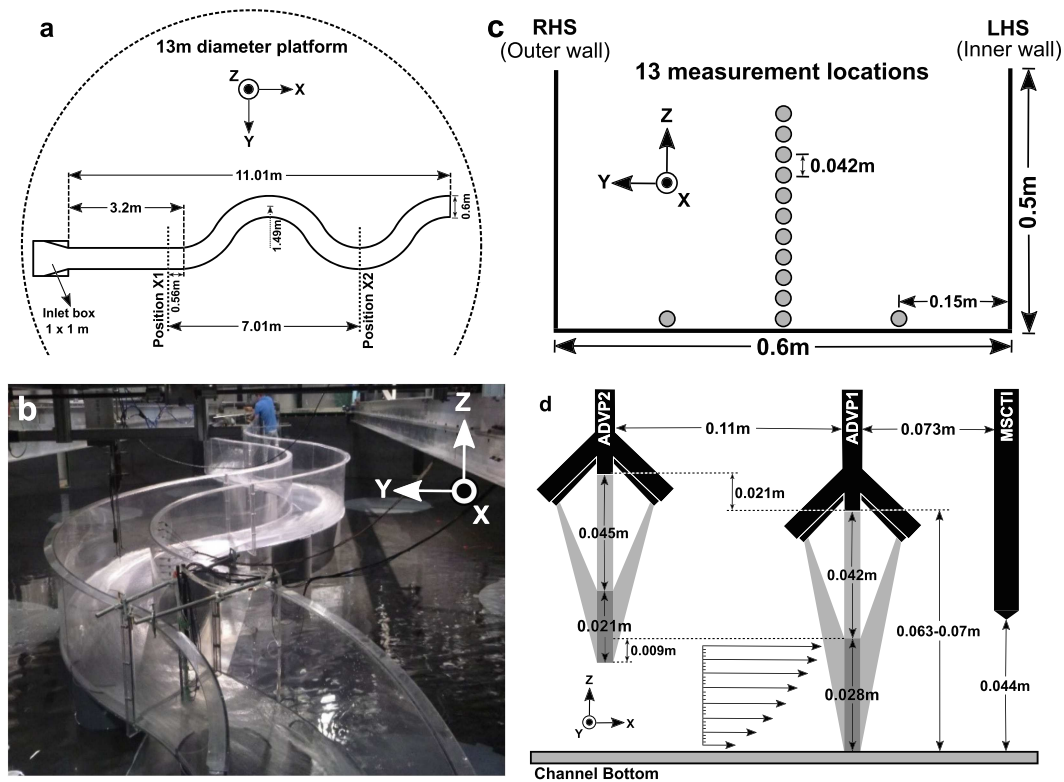 a
13m diameter platform
Z
X
Y
11.01m
3.2m
0.6m
1.49m
0.56m
Position X1
Position X2
Inlet box
1 x 1 m
7.01m
c
RHS
(Outer wall)
LHS
(Inner wall)
13 measurement locations
Z
Y
X
0.042m
0.5m
0.15m
0.6m
b
Z
Y
X
d
ADVP2
ADVP1
MSCTI
0.11m
0.073m
0.021m
0.045m
0.042m
0.021m
0.009m
0.063-0.07m
0.028m
0.044m
Z
Y
X
Channel Bottom